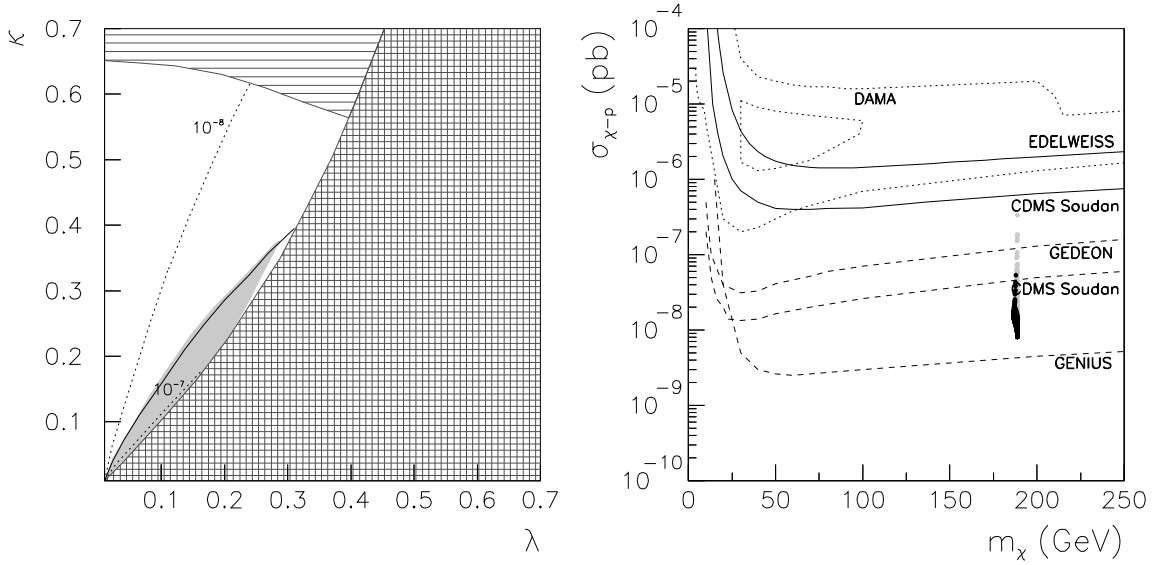 κ
0.7
0.6
0.5
0.4
0.3
0.2
0.1
10⁻⁸
10⁻⁷
0.1 0.2 0.3 0.4 0.5 0.6 0.7
λ
σχ−p (pb)
10⁻⁴
10⁻⁵
10⁻⁶
10⁻⁷
10⁻⁸
10⁻⁹
10⁻¹⁰
DAMA
EDELWEISS
CDMS Soudan
GEDEON
CDMS Soudan
GENIUS
0 50 100 150 200 250
mχ (GeV)